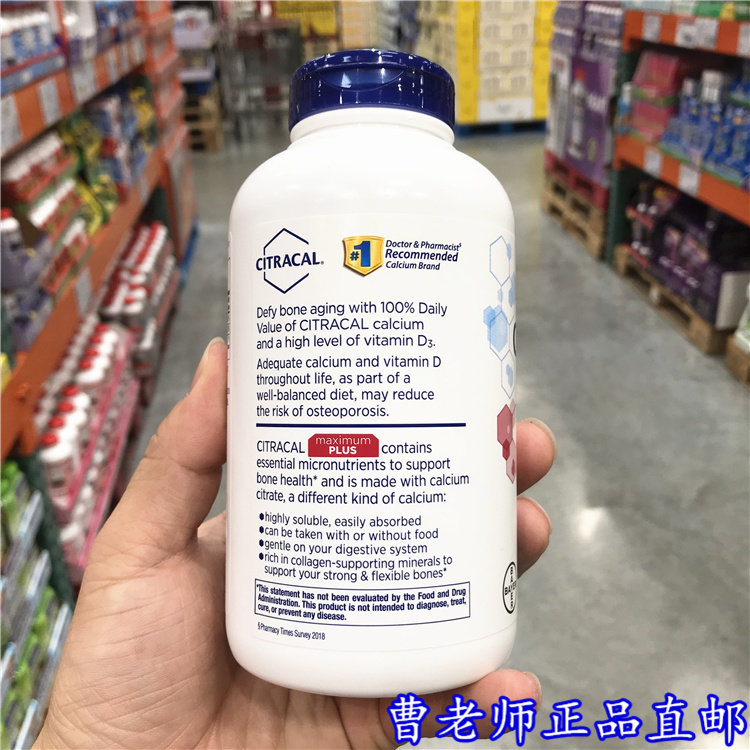 CITRACAL®
#1
Doctor & Pharmacist§
Recommended
Calcium Brand
Defy bone aging with 100% Daily
Value of CITRACAL calcium
and a high level of vitamin D3.
Adequate calcium and vitamin D
throughout life, as part of a
well-balanced diet, may reduce
the risk of osteoporosis.
CITRACAL maximum PLUS contains
essential micronutrients to support
bone health* and is made with calcium
citrate, a different kind of calcium:
•highly soluble, easily absorbed
•can be taken with or without food
•gentle on your digestive system
•rich in collagen-supporting minerals to
support your strong & flexible bones*
*This statement has not been evaluated by the Food and Drug
Administration. This product is not intended to diagnose, treat,
cure, or prevent any disease.
§Pharmacy Times Survey 2018
BAYER
曹老师正品直邮